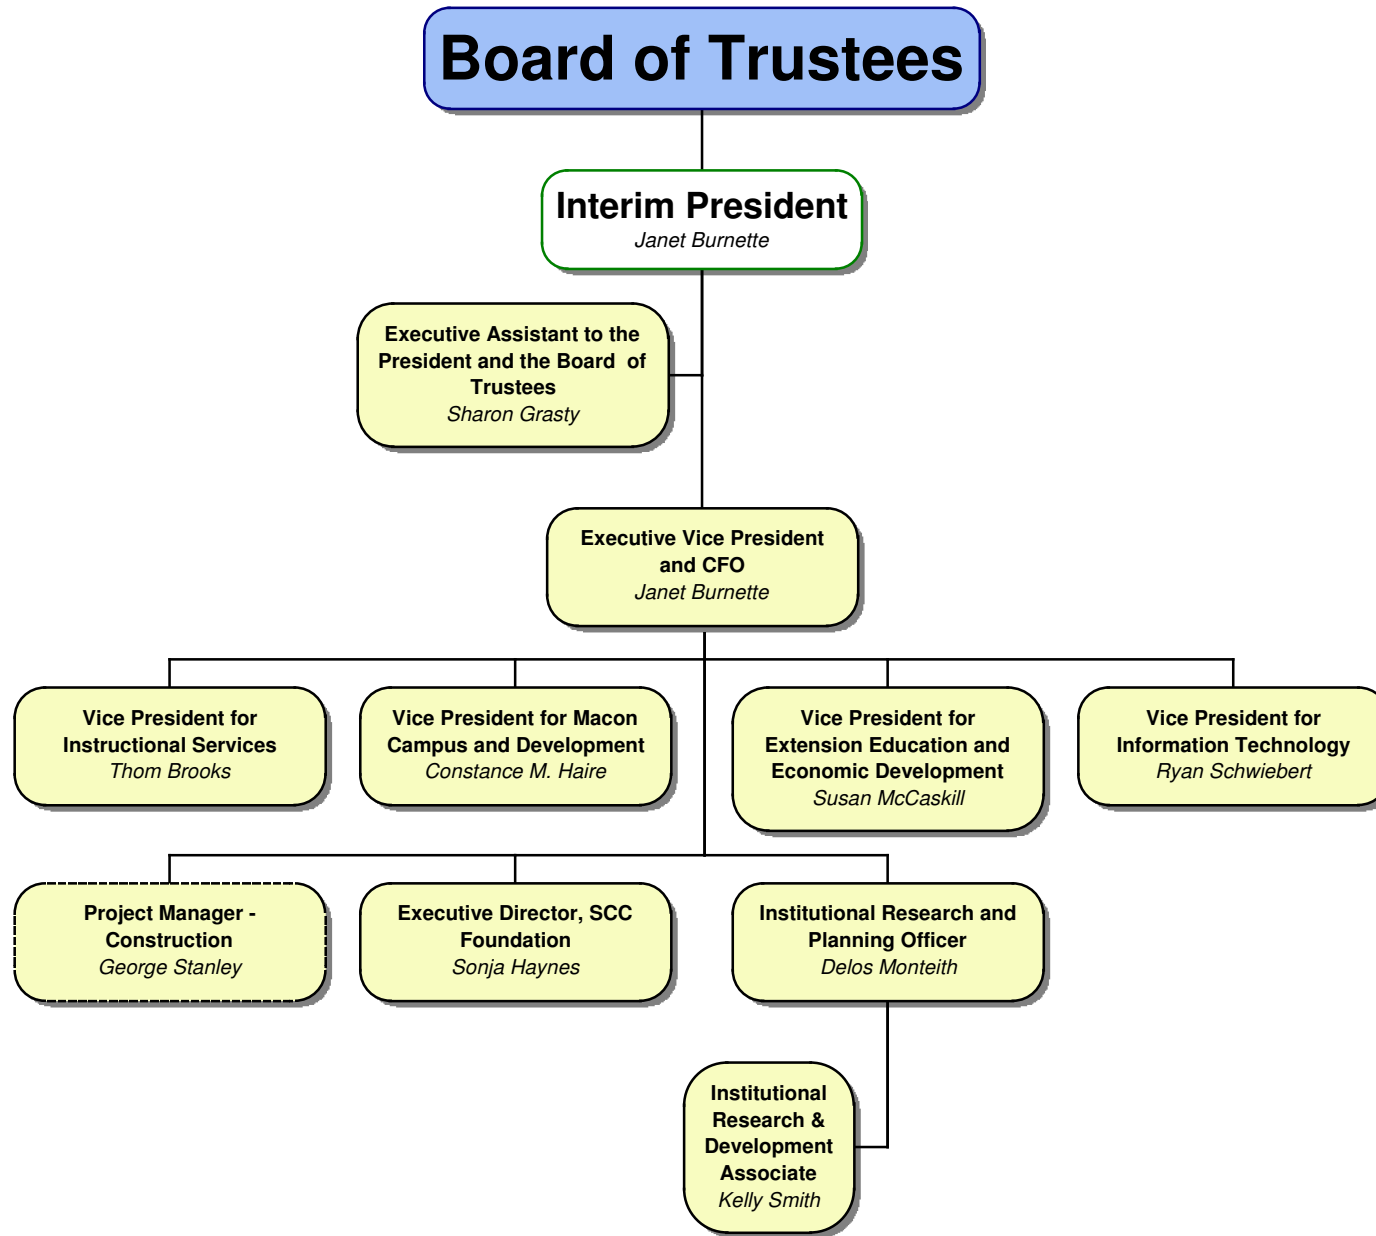 Board of Trustees
Interim President
Janet Burnette
Executive Assistant to the
President and the Board of
Trustees
Sharon Grasty
Executive Vice President
and CFO
Janet Burnette
Vice President for
Instructional Services
Thom Brooks
Vice President for Macon
Campus and Development
Constance M. Haire
Vice President for
Extension Education and
Economic Development
Susan McCaskill
Vice President for
Information Technology
Ryan Schwiebert
Project Manager -
Construction
George Stanley
Executive Director, SCC
Foundation
Sonja Haynes
Institutional Research and
Planning Officer
Delos Monteith
Institutional
Research &
Development
Associate
Kelly Smith